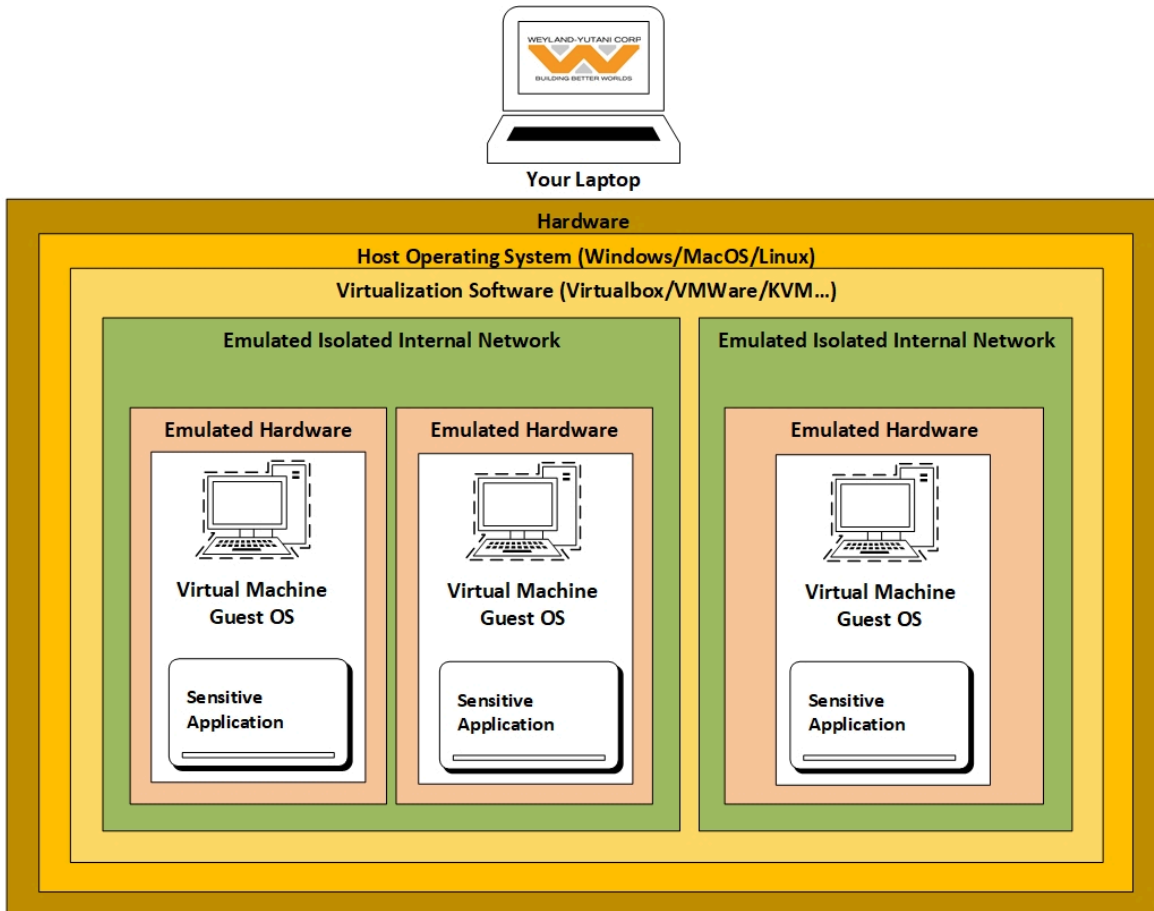 WEYLAND-YUTANI CORP
BUILDING BETTER WORLDS
Your Laptop
Hardware
Host Operating System (Windows/MacOS/Linux)
Virtualization Software (Virtualbox/VMWare/KVM...)
Emulated Isolated Internal Network
Emulated Hardware
Virtual Machine
Guest OS
Sensitive
Application
Emulated Hardware
Virtual Machine
Guest OS
Sensitive
Application
Emulated Isolated Internal Network
Emulated Hardware
Virtual Machine
Guest OS
Sensitive
Application